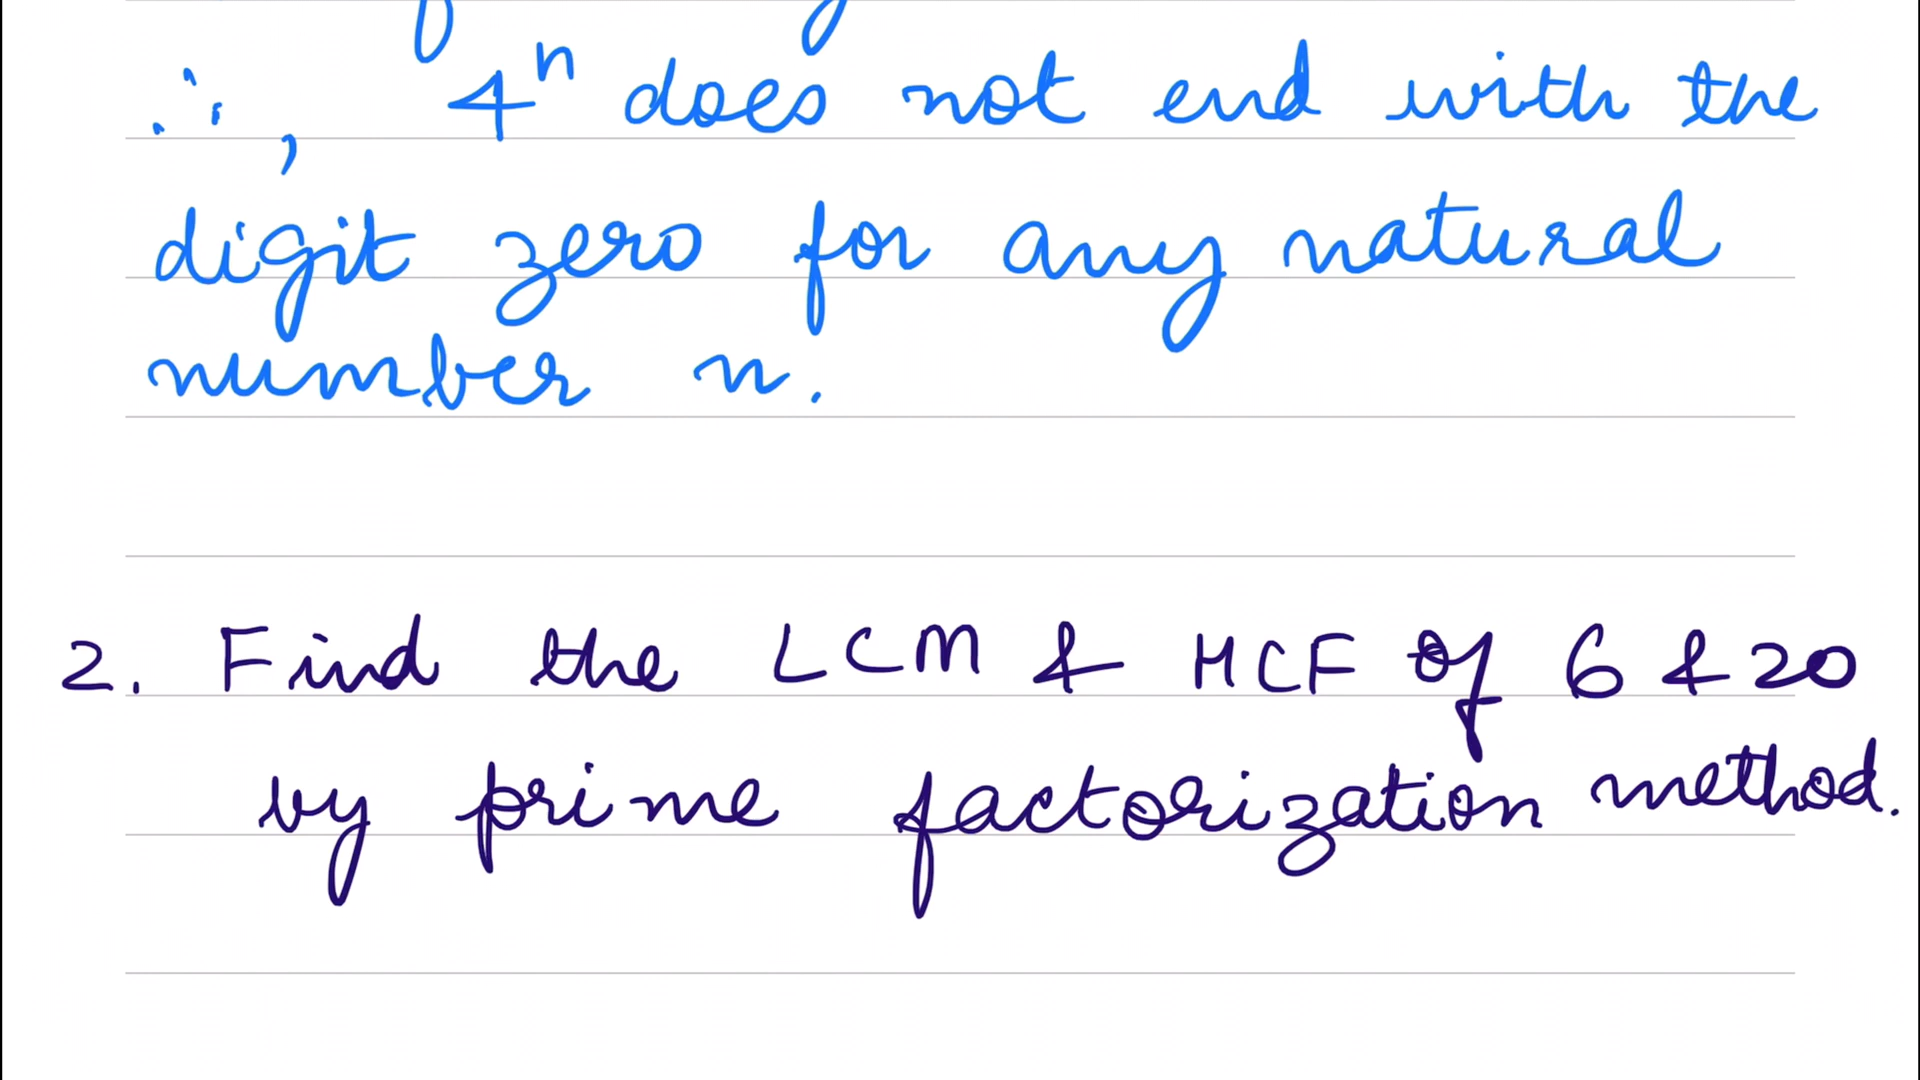 ∴, 4ⁿ does not end with the
digit zero for any natural
number n.
2. Find the LCM & HCF of 6 & 20
by prime factorization method.